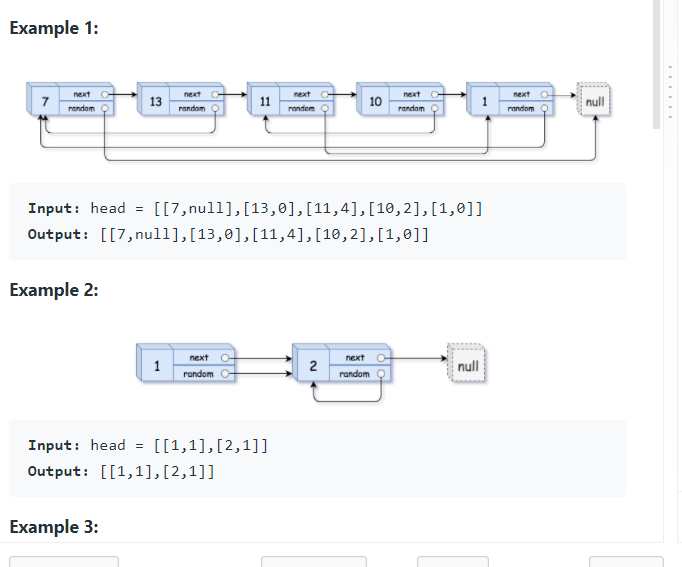 Example 1:
7 next random 13 next random 11 next random 10 next random 1 next random null
Input: head = [[7,null],[13,0],[11,4],[10,2],[1,0]]
Output: [[7,null],[13,0],[11,4],[10,2],[1,0]]
Example 2:
1 next random 2 next random null
Input: head = [[1,1],[2,1]]
Output: [[1,1],[2,1]]
Example 3: